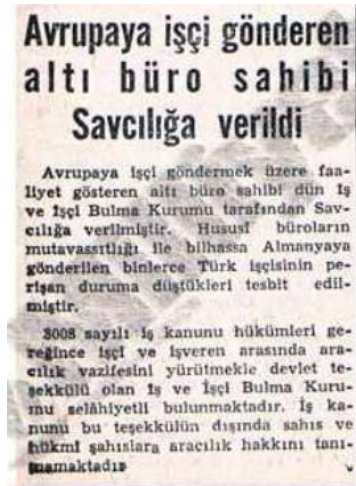 Avrupaya işçi gönderen
altı büro sahibi
Savcılığa verildi
Avrupaya işçi göndermek üzere faa-
liyet gösteren altı büro sahibi dün İş
ve İşçi Bulma Kurumu tarafından Sav-
cılığa verilmiştir. Hususî büroların
mutavassıtlığı ile bilhassa Almanyaya
gönderilen binlerce Türk işçisinin pe-
rişan duruma düştükleri tesbit edil-
miştir.
3008 sayılı iş kanunu hükümleri ge-
reğince işçi ve işveren arasında ara-
cılık vazifesini yürütmekle devlet te-
şekkülü olan İş ve İşçi Bulma Kuru-
mu selâhiyetli bulunmaktadır. İş ka-
nunu bu teşekkülün dışında şahıs ve
hükmî şahıslara aracılık hakkını tanı-
mamaktadır